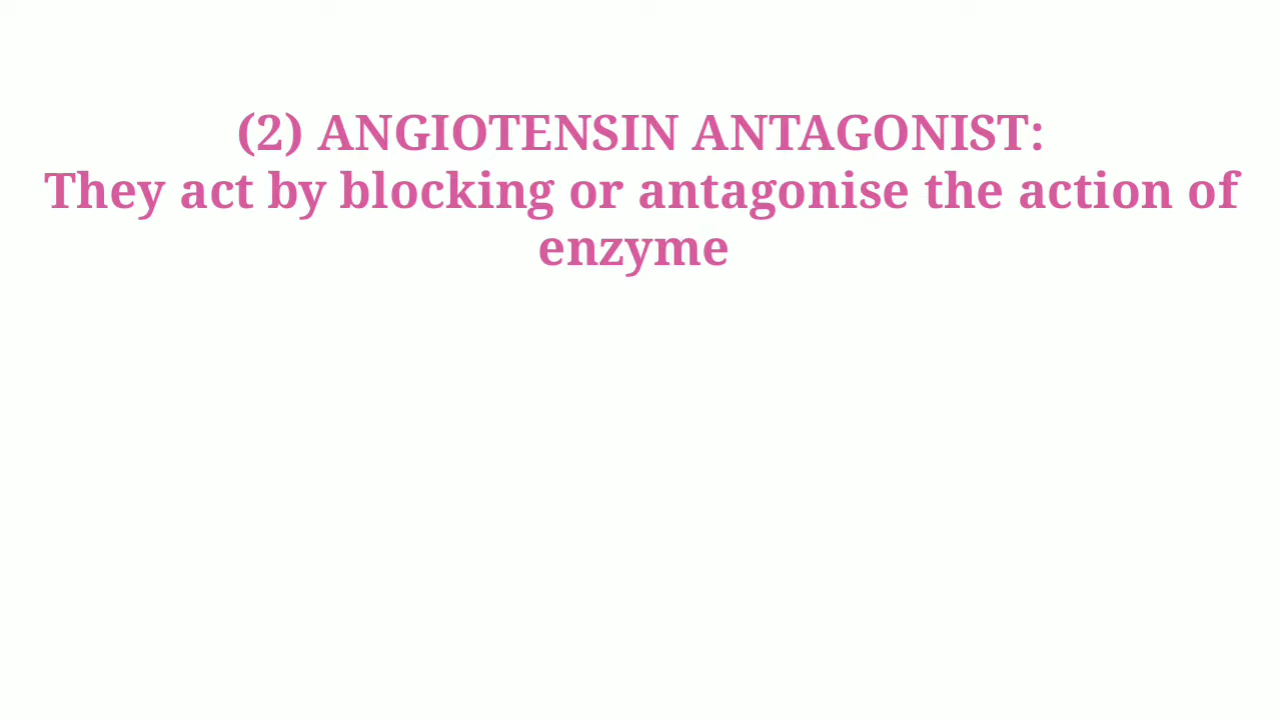 (2) ANGIOTENSIN ANTAGONIST:
They act by blocking or antagonise the action of
enzyme